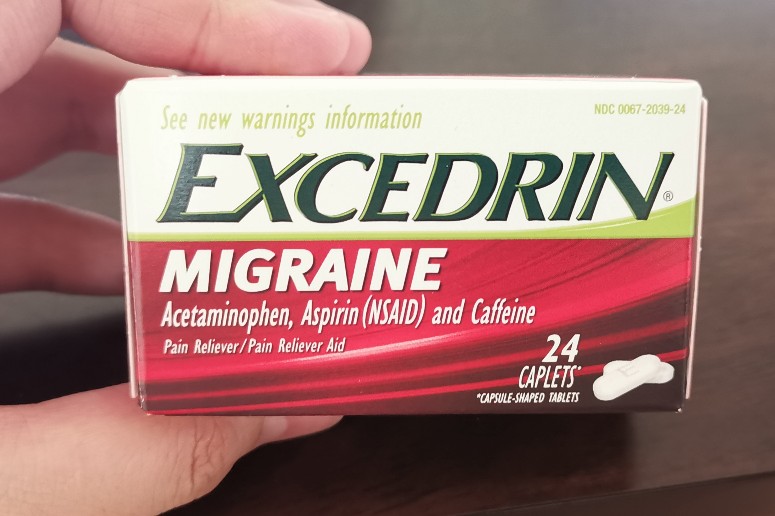 See new warnings information
NDC 0067-2039-24
EXCEDRIN®
MIGRAINE
Acetaminophen, Aspirin (NSAID) and Caffeine
Pain Reliever/Pain Reliever Aid
24
CAPLETS*
*CAPSULE-SHAPED TABLETS
E